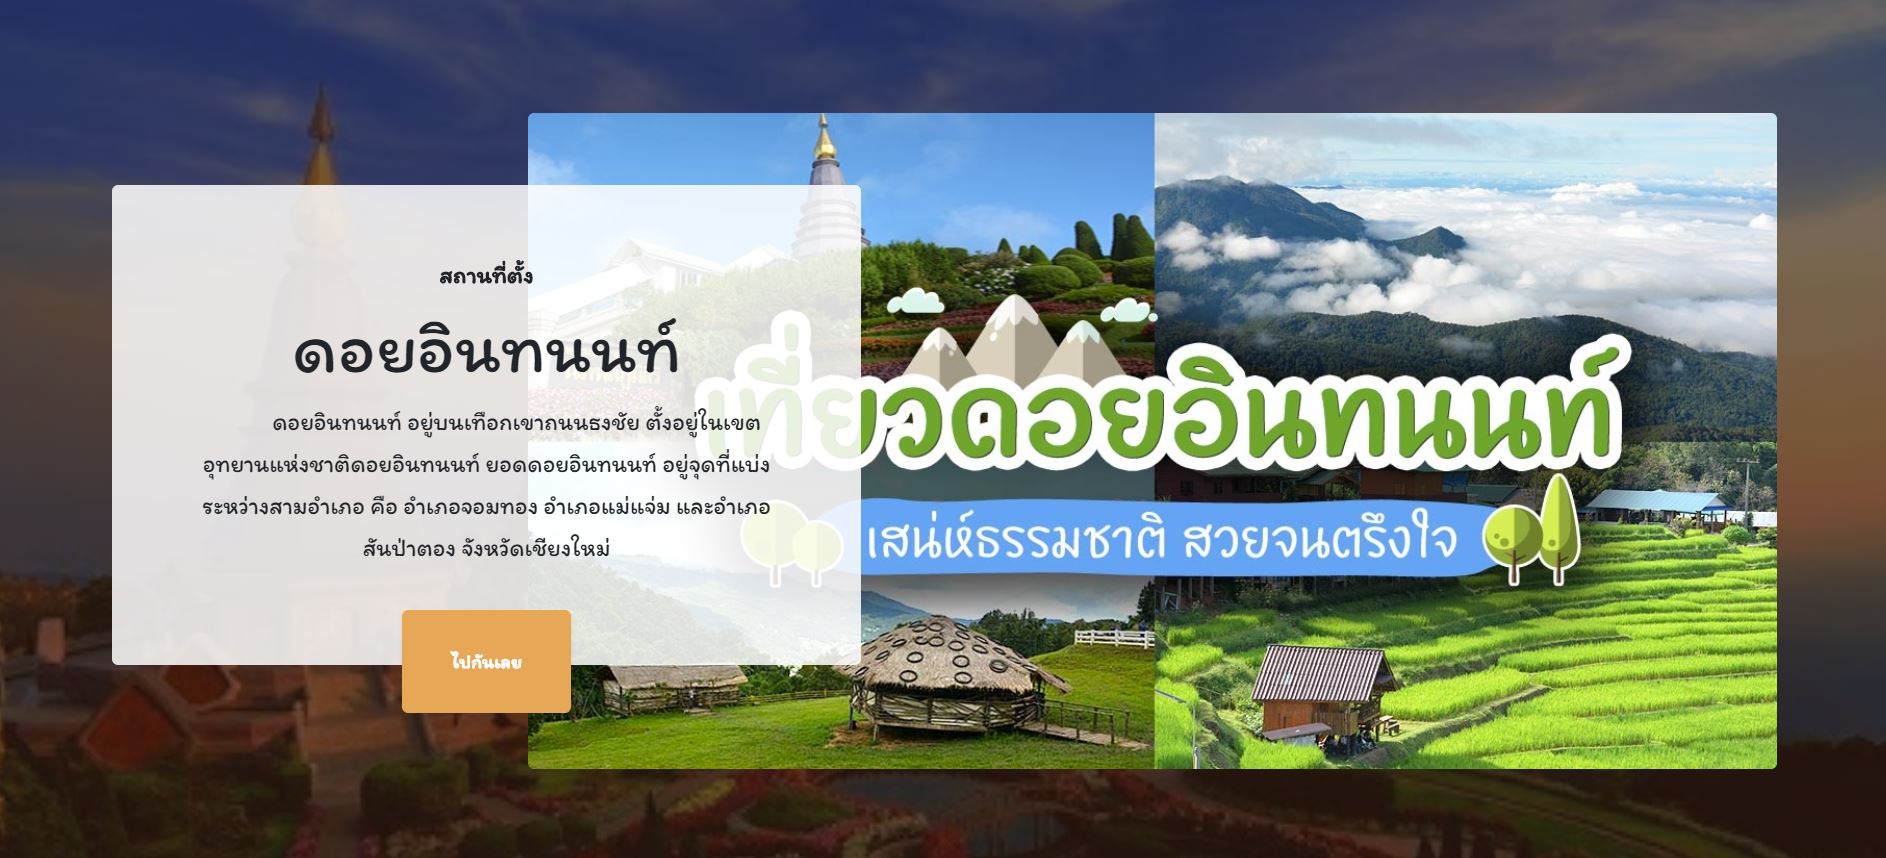 สถานที่ตั้ง
ดอยอินทนนท์
ดอยอินทนนท์ อยู่บนเทือกเขาถนนธงชัย ตั้งอยู่ในเขต
อุทยานแห่งชาติดอยอินทนนท์ ยอดดอยอินทนนท์ อยู่จุดที่แบ่ง
ระหว่างสามอำเภอ คือ อำเภอจอมทอง อำเภอแม่แจ่ม และอำเภอ
สันป่าตอง จังหวัดเชียงใหม่
ไปกันเลย
เที่ยวดอยอินทนนท์
เสน่ห์ธรรมชาติ สวยจนตรึงใจ